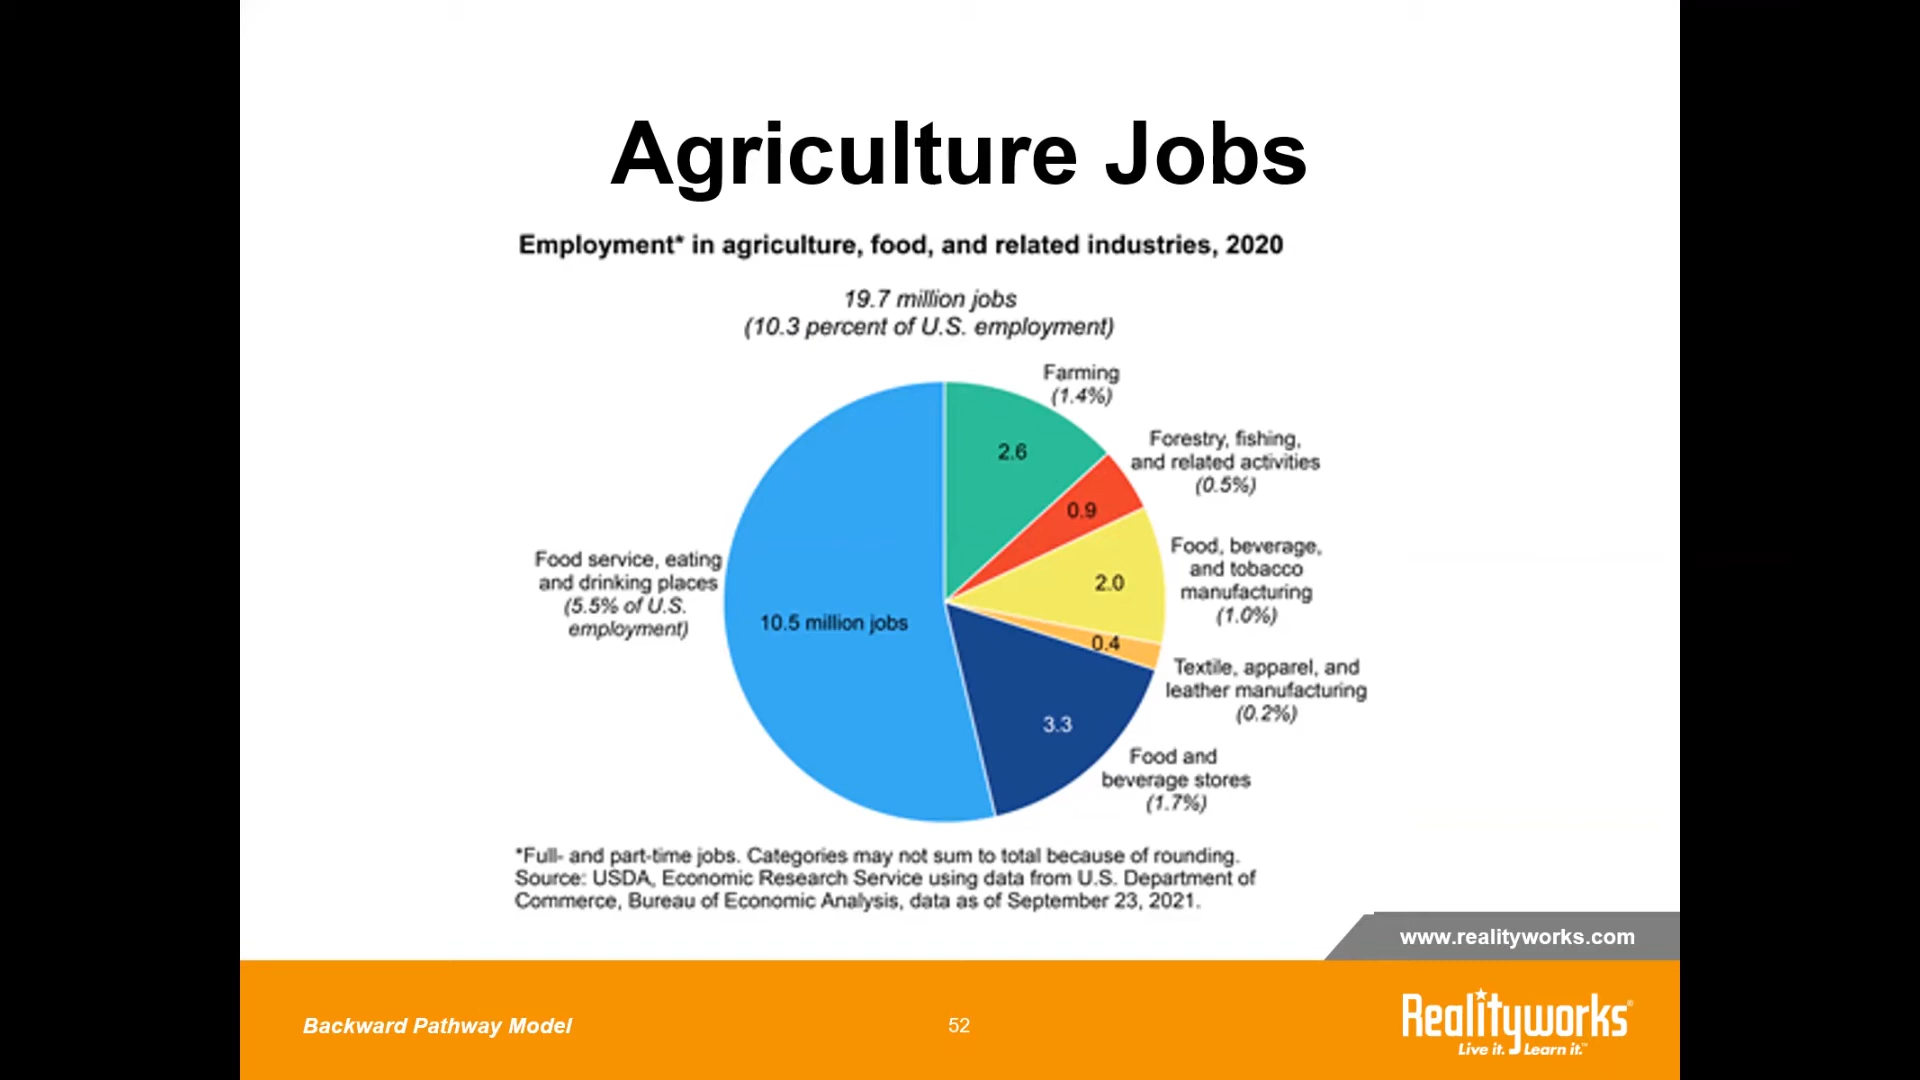 Agriculture Jobs
Employment* in agriculture, food, and related industries, 2020
19.7 million jobs
(10.3 percent of U.S. employment)
Farming
(1.4%)
2.6
Forestry, fishing,
and related activities
(0.5%)
0.9
Food, beverage,
and tobacco
manufacturing
(1.0%)
2.0
0.4
Textile, apparel, and
leather manufacturing
(0.2%)
3.3
Food and
beverage stores
(1.7%)
Food service, eating
and drinking places
(5.5% of U.S.
employment)
10.5 million jobs
*Full- and part-time jobs. Categories may not sum to total because of rounding.
Source: USDA, Economic Research Service using data from U.S. Department of
Commerce, Bureau of Economic Analysis, data as of September 23, 2021.
www.realityworks.com
Backward Pathway Model
52
Realityworks®
Live it. Learn it.™